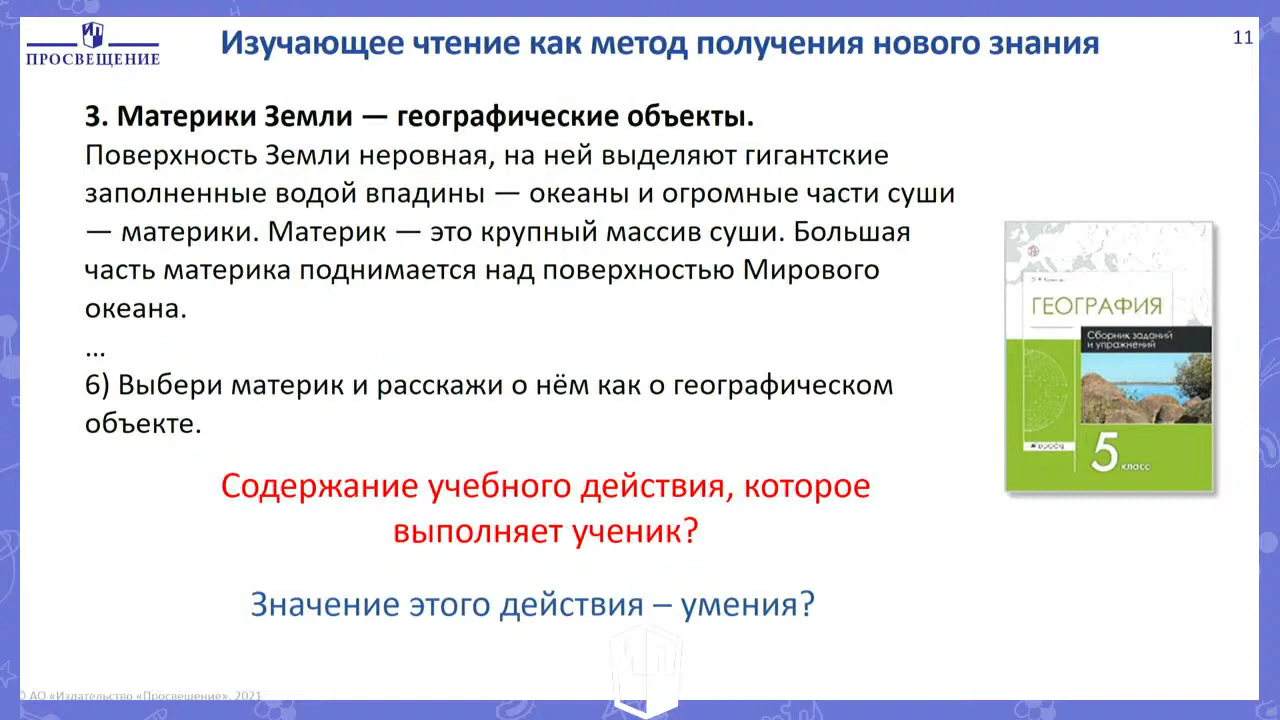 ПРОСВЕЩЕНИЕ
Изучающее чтение как метод получения нового знания
11
3. Материки Земли — географические объекты.
Поверхность Земли неровная, на ней выделяют гигантские
заполненные водой впадины — океаны и огромные части суши
— материки. Материк — это крупный массив суши. Большая
часть материка поднимается над поверхностью Мирового
океана.
...
6) Выбери материк и расскажи о нём как о географическом
объекте.
ГЕОГРАФИЯ
Сборник заданий
и упражнений
5 класс
Содержание учебного действия, которое
выполняет ученик?
Значение этого действия – умения?
© АО «Издательство «Просвещение», 2021